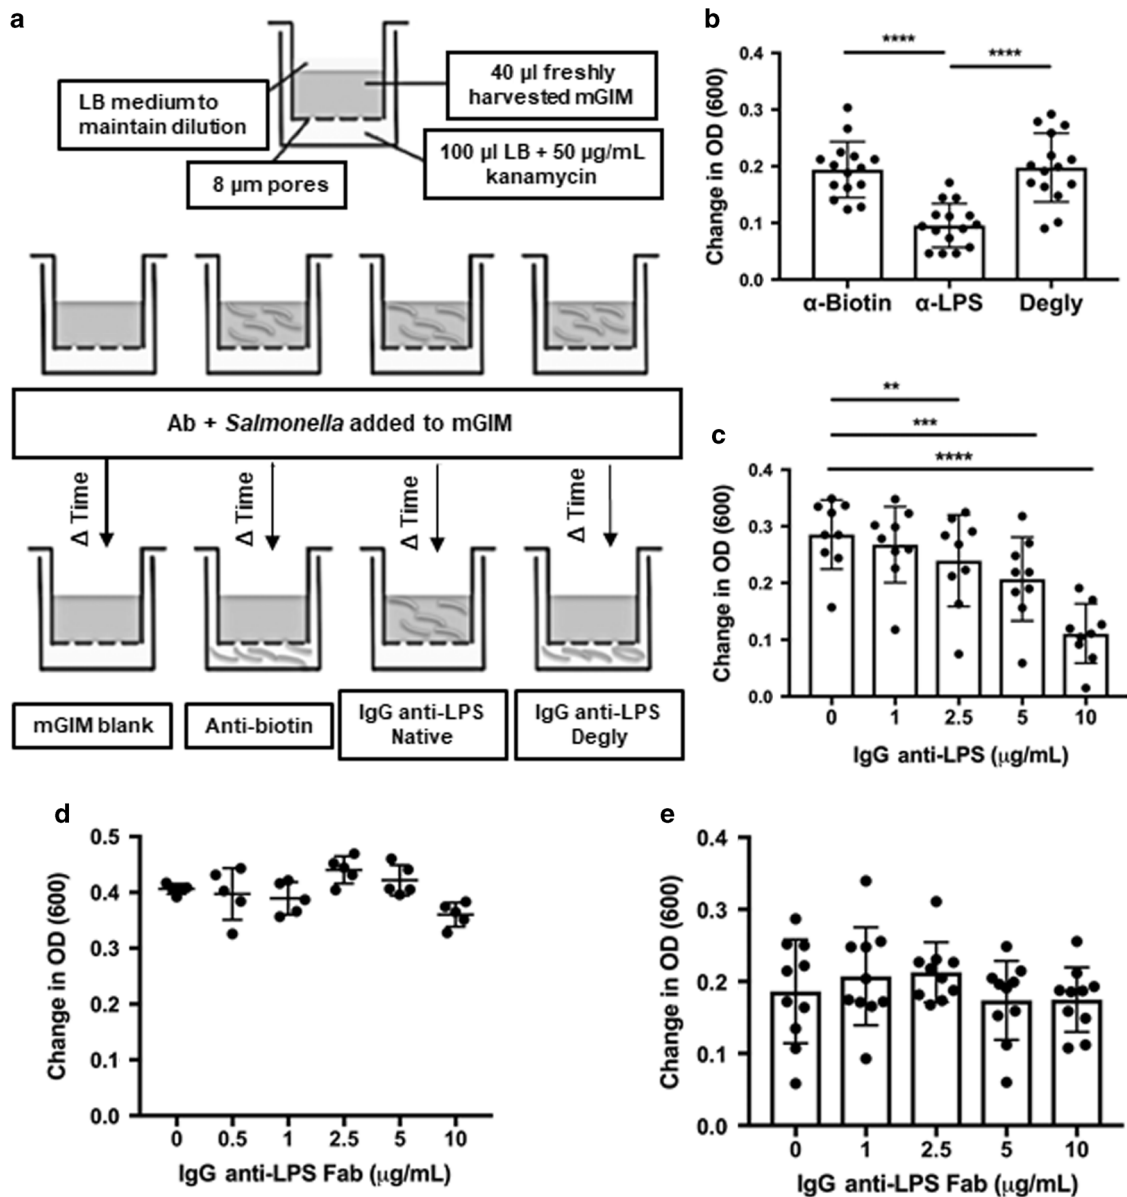 a
LB medium to
maintain dilution
40 µl freshly
harvested mGIM
8 µm pores
100 µl LB + 50 µg/mL
kanamycin
Ab + Salmonella added to mGIM
Δ Time
Δ Time
Δ Time
Δ Time
mGIM blank
Anti-biotin
IgG anti-LPS
Native
IgG anti-LPS
Degly
b
Change in OD (600)
0.4
0.3
0.2
0.1
0.0
****
****
α-Biotin
α-LPS
Degly
c
Change in OD (600)
**
***
****
0.4
0.3
0.2
0.1
0.0
0
1
2.5
5
10
IgG anti-LPS (µg/mL)
d
Change in OD (600)
0.5
0.4
0.3
0.2
0.1
0.0
0
0.5
1
2.5
5
10
IgG anti-LPS Fab (µg/mL)
e
Change in OD (600)
0.4
0.3
0.2
0.1
0.0
0
1
2.5
5
10
IgG anti-LPS Fab (µg/mL)